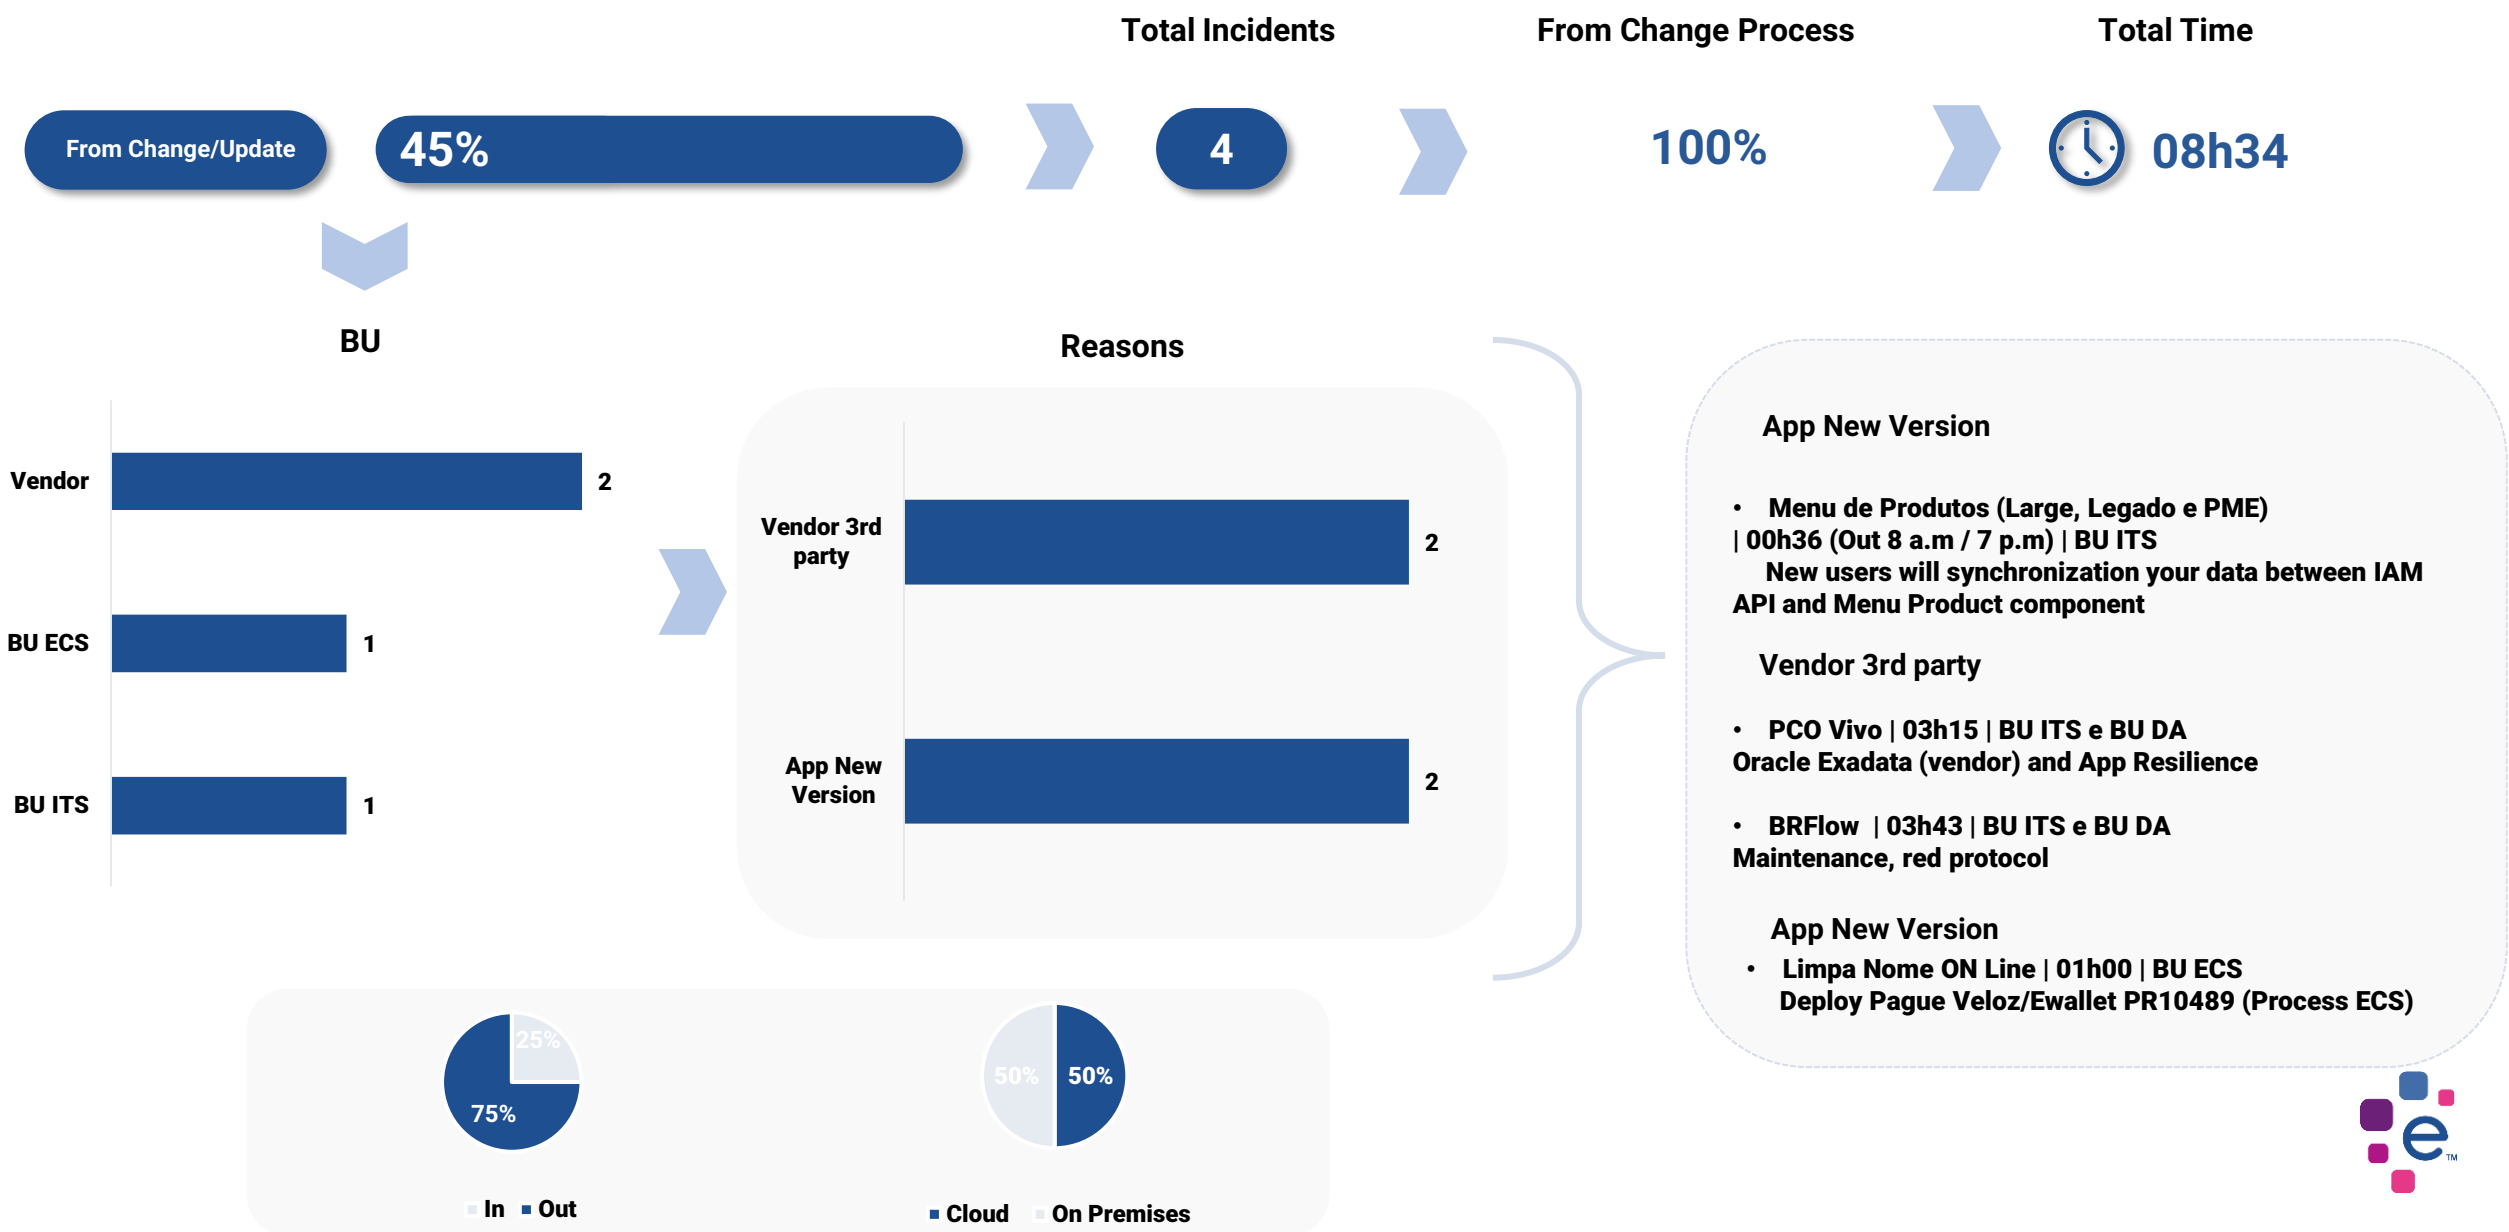 Total Incidents
From Change Process
Total Time
From Change/Update
45%
4
100%
08h34
BU
Vendor
2
BU ECS
1
BU ITS
1
Reasons
Vendor 3rd
party
2
App New
Version
2
App New Version
• Menu de Produtos (Large, Legado e PME)
| 00h36 (Out 8 a.m / 7 p.m) | BU ITS
New users will synchronization your data between IAM
API and Menu Product component
Vendor 3rd party
• PCO Vivo | 03h15 | BU ITS e BU DA
Oracle Exadata (vendor) and App Resilience
• BRFlow | 03h43 | BU ITS e BU DA
Maintenance, red protocol
App New Version
• Limpa Nome ON Line | 01h00 | BU ECS
Deploy Pague Veloz/Ewallet PR10489 (Process ECS)
25%
75%
In Out
50% 50%
Cloud On Premises
e™